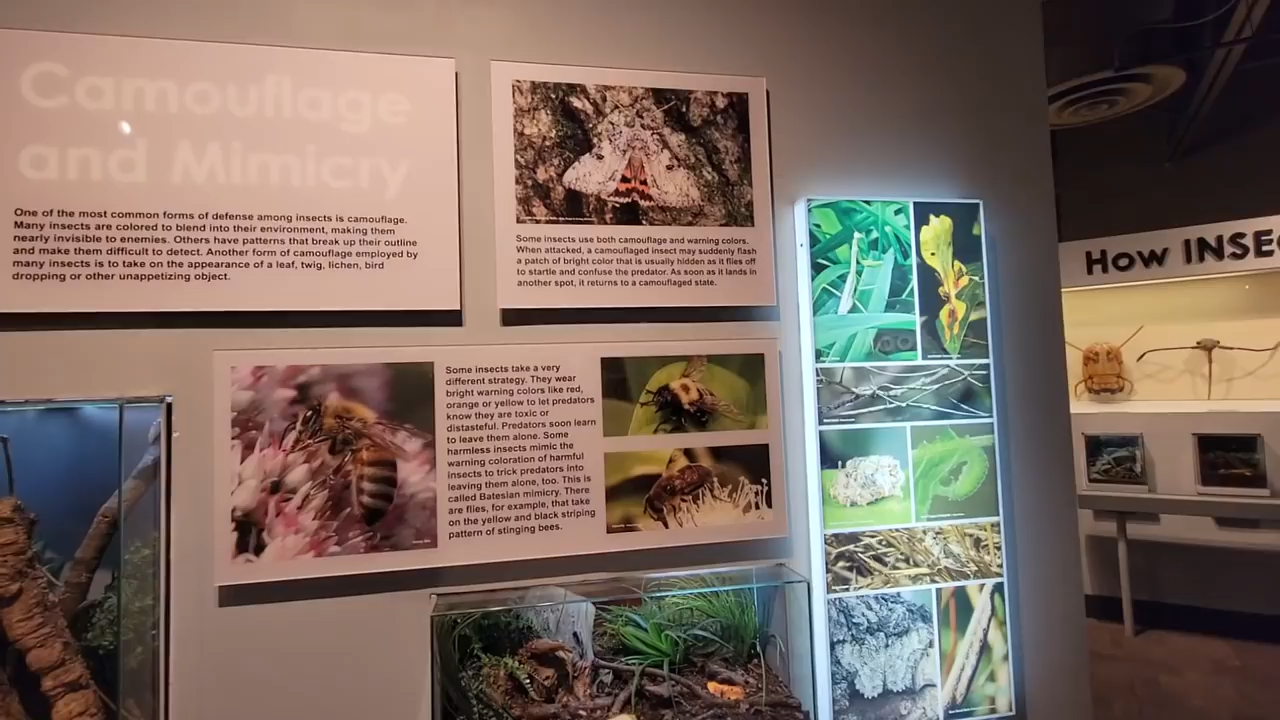 Camouflage
and Mimicry
One of the most common forms of defense among insects is camouflage.
Many insects are colored to blend into their environment, making them
nearly invisible to enemies. Others have patterns that break up their outline
and make them difficult to detect. Another form of camouflage employed by
many insects is to take on the appearance of a leaf, twig, lichen, bird
dropping or other unappetizing object.
Some insects use both camouflage and warning colors.
When attacked, a camouflaged insect may suddenly flash
a patch of bright color that is usually hidden as it flies off
to startle and confuse the predator. As soon as it lands in
another spot, it returns to a camouflaged state.
Some insects take a very
different strategy. They wear
bright warning colors like red,
orange or yellow to let predators
know they are toxic or
distasteful. Predators soon learn
to leave them alone. Some
harmless insects mimic the
warning coloration of harmful
insects to trick predators into
leaving them alone, too. This is
called Batesian mimicry. There
are flies, for example, that take
on the yellow and black striping
pattern of stinging bees.
How